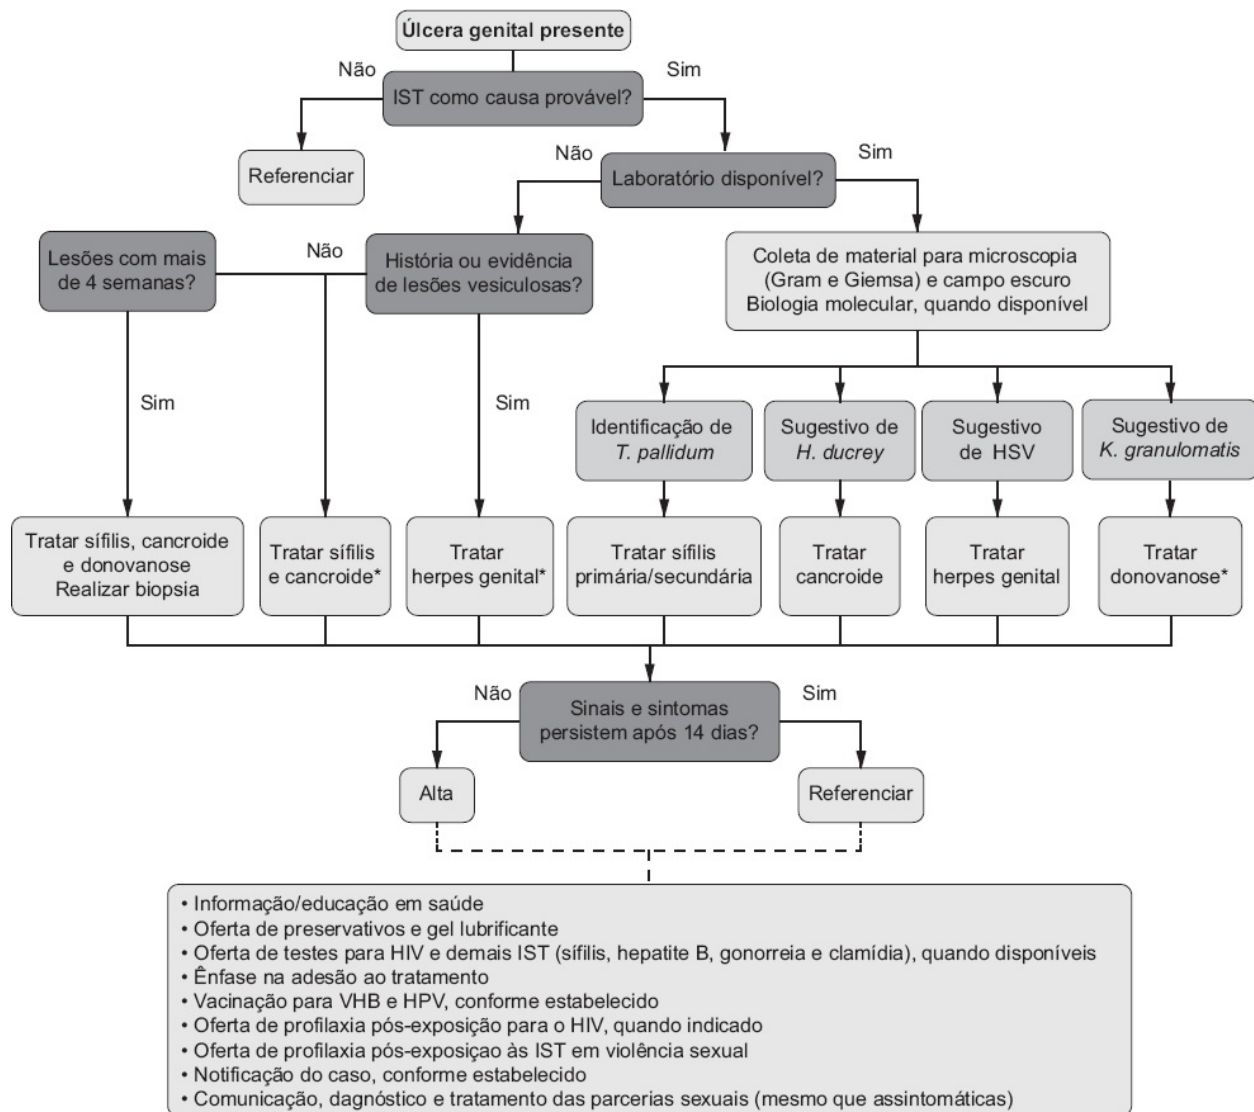 Úlcera genital presente
Não
Sim
IST como causa provável?
Referenciar
Não
Sim
Laboratório disponível?
Lesões com mais
de 4 semanas?
Não
História ou evidência
de lesões vesiculosas?
Coleta de material para microscopia
(Gram e Giemsa) e campo escuro
Biologia molecular, quando disponível
Sim
Sim
Identificação de
T. pallidum
Sugestivo de
H. ducrey
Sugestivo
de HSV
Sugestivo de
K. granulomatis
Tratar sífilis, cancroide
e donovanose
Realizar biopsia
Tratar sífilis
e cancroide*
Tratar
herpes genital*
Tratar sífilis
primária/secundária
Tratar
cancroide
Tratar
herpes genital
Tratar
donovanose*
Não
Sim
Sinais e sintomas
persistem após 14 dias?
Alta
Referenciar
• Informação/educação em saúde
• Oferta de preservativos e gel lubrificante
• Oferta de testes para HIV e demais IST (sífilis, hepatite B, gonorreia e clamídia), quando disponíveis
• Ênfase na adesão ao tratamento
• Vacinação para VHB e HPV, conforme estabelecido
• Oferta de profilaxia pós-exposição para o HIV, quando indicado
• Oferta de profilaxia pós-exposiçao às IST em violência sexual
• Notificação do caso, conforme estabelecido
• Comunicação, dagnóstico e tratamento das parcerias sexuais (mesmo que assintomáticas)